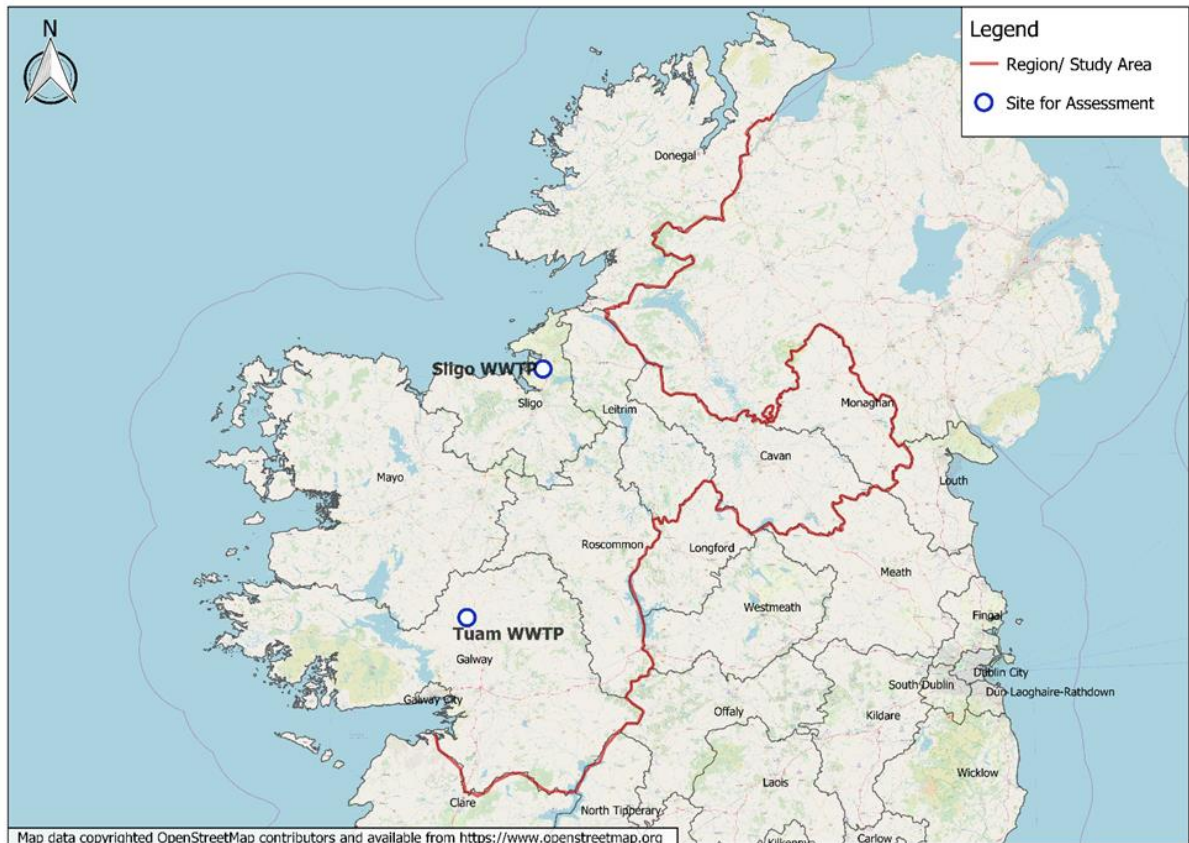 N
Legend
Region/ Study Area
Site for Assessment
Donegal
Sligo WWTP
Sligo
Leitrim
Monaghan
Cavan
Louth
Mayo
Roscommon
Longford
Meath
Westmeath
Fingal
Tuam WWTP
Galway
Dublin City
South Dublin
Dún Laoghaire-Rathdown
Galway City
Offaly
Kildare
Wicklow
Laois
Clare
North Tipperary
Kilkenny
Carlow
Map data copyrighted OpenStreetMap contributors and available from https://www.openstreetmap.org